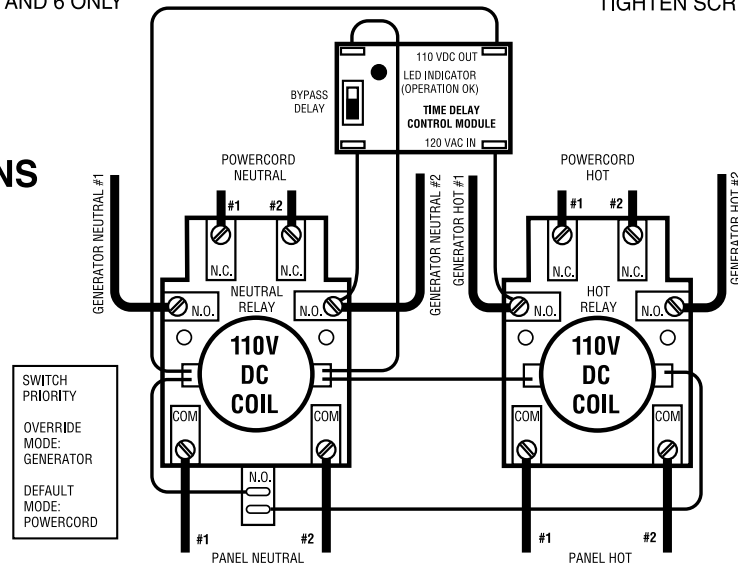 AND 6 ONLY
TIGHTEN SCR
NS
110 VDC OUT
LED INDICATOR
(OPERATION OK)
BYPASS
DELAY
TIME DELAY
CONTROL MODULE
120 VAC IN
POWERCORD
NEUTRAL
#1 #2
GENERATOR NEUTRAL #1
GENERATOR NEUTRAL #2
N.C. N.C.
NEUTRAL
RELAY
N.O. N.O.
110V
DC
COIL
COM COM
N.O.
#1 #2
PANEL NEUTRAL
POWERCORD
HOT
#1 #2
GENERATOR HOT #1
GENERATOR HOT #2
N.C. N.C.
HOT
RELAY
N.O. N.O.
110V
DC
COIL
COM COM
#1 #2
PANEL HOT
SWITCH
PRIORITY
OVERRIDE
MODE:
GENERATOR
DEFAULT
MODE:
POWERCORD